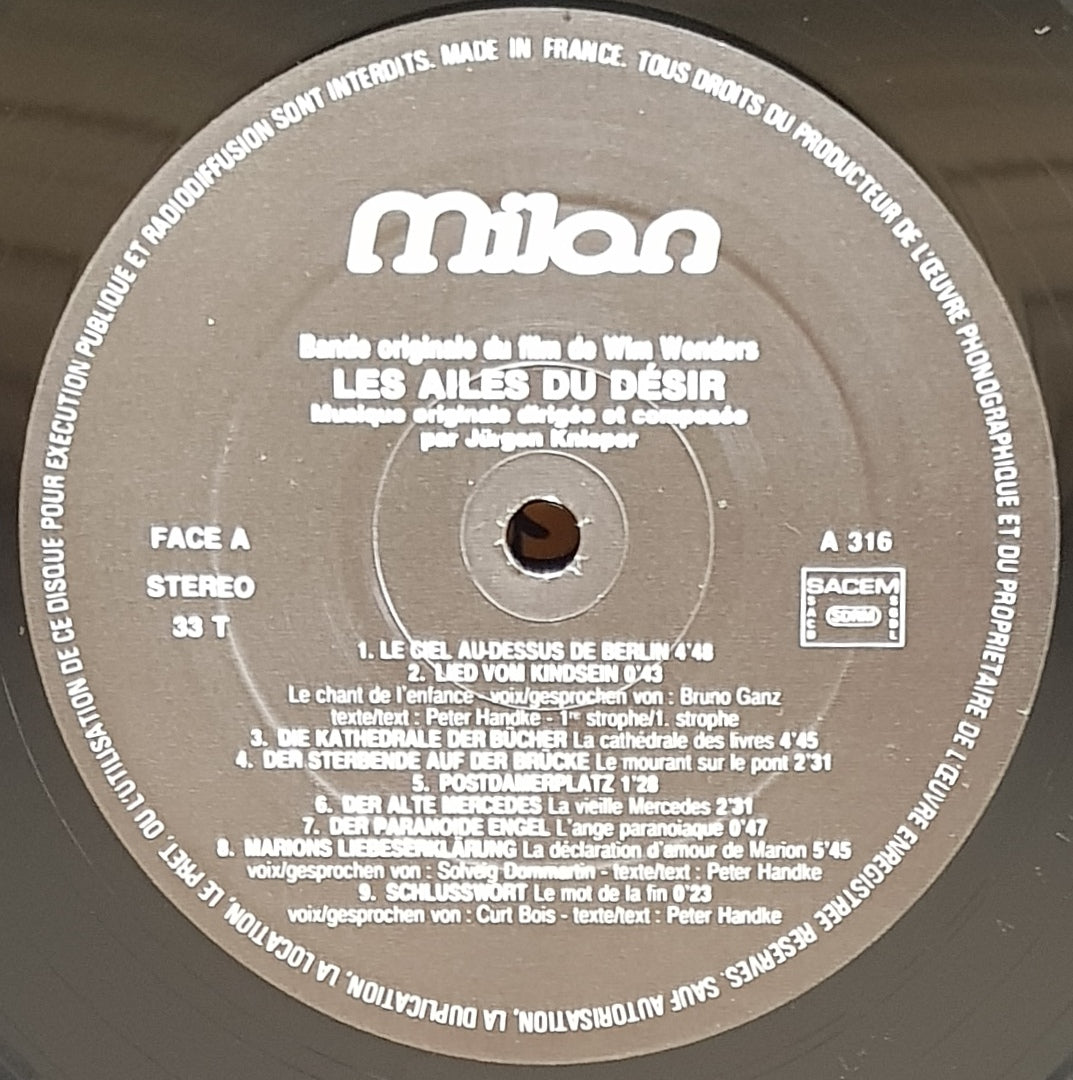 MADE IN FRANCE. TOUS DROITS DU PRODUCTEUR DE L'ŒUVRE PHONOGRAPHIQUE ET DU PROPRIETAIRE DE L'ŒUVRE ENREGISTREE RESERVES. SAUF AUTORISATION, LA DUPLICATION, LA LOCATION, LE PRET, OU L'UTILISATION DE CE DISQUE POUR EXECUTION PUBLIQUE ET RADIODIFFUSION SONT INTERDITS.
milan
Bande originale du film de Wim Wenders
LES AILES DU DÉSIR
Musique originale dirigée et composée
par Jürgen Knieper
FACE A
STEREO
33 T
A 316
SACEM
SACD
SDRM
SGDL
1. LE CIEL AU-DESSUS DE BERLIN 4'48
2. LIED VOM KINDSEIN 0'43
Le chant de l'enfance - voix/gesprochen von : Bruno Ganz
texte/text : Peter Handke - 1re strophe/1. strophe
3. DIE KATHEDRALE DER BÜCHER La cathédrale des livres 4'45
4. DER STERBENDE AUF DER BRÜCKE Le mourant sur le pont 2'31
5. POSTDAMERPLATZ 1'28
6. DER ALTE MERCEDES La vieille Mercedes 2'31
7. DER PARANOIDE ENGEL L'ange paranoiaque 0'47
8. MARIONS LIEBESERKLÄRUNG La déclaration d'amour de Marion 5'45
voix/gesprochen von : Solveig Dommartin - texte/text : Peter Handke
9. SCHLUSSWORT Le mot de la fin 0'23
voix/gesprochen von : Curt Bois - texte/text : Peter Handke